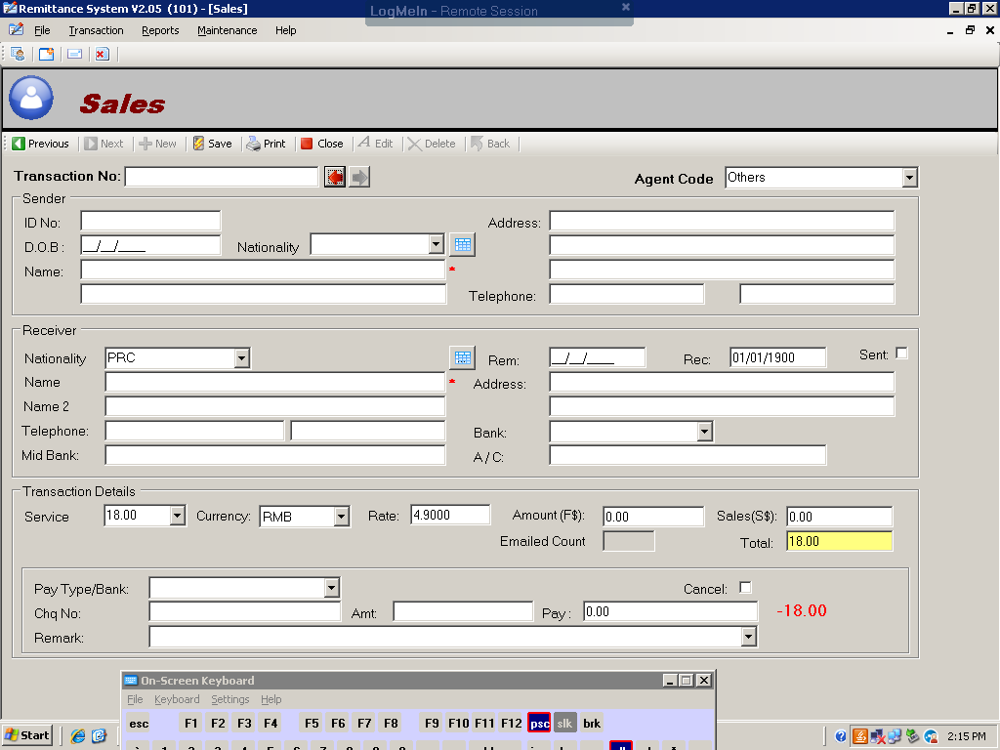 Remittance System V2.05 (101) - [Sales]
LogMeIn - Remote Session
File Transaction Reports Maintenance Help
Sales
Previous Next New Save Print Close Edit Delete Back
Transaction No: Agent Code Others
Sender
ID No: Address:
D.O.B : __/__/____ Nationality
Name: *
Telephone:
Receiver
Nationality PRC Rem: __/__/____ Rec: 01/01/1900 Sent:
Name * Address:
Name 2
Telephone: Bank:
Mid Bank: A / C:
Transaction Details
Service 18.00 Currency: RMB Rate: 4.9000 Amount (F$): 0.00 Sales(S$): 0.00
Emailed Count Total: 18.00
Pay Type/Bank: Cancel:
Chq No: Amt: Pay : 0.00 -18.00
Remark:
On-Screen Keyboard
File Keyboard Settings Help
esc F1 F2 F3 F4 F5 F6 F7 F8 F9 F10 F11 F12 psc slk brk
Start 2:15 PM